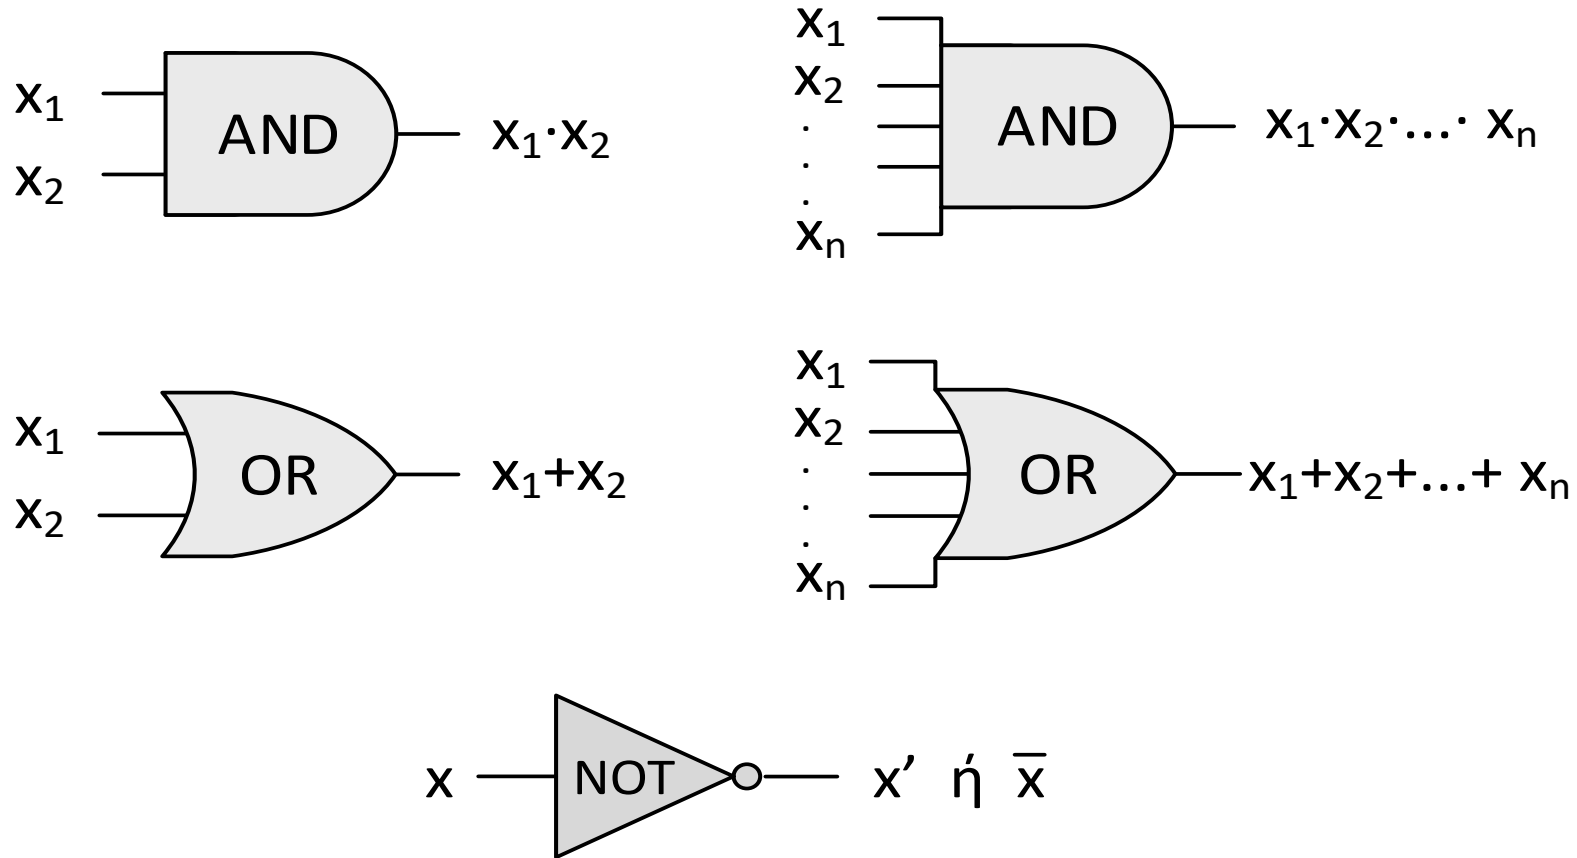 x₁
x₂
AND
x₁·x₂
x₁
x₂
.
.
.
xₙ
AND
x₁·x₂·...· xₙ
x₁
x₂
OR
x₁+x₂
x₁
x₂
.
.
.
xₙ
OR
x₁+x₂+...+ xₙ
x
NOT
x’ ή x̅